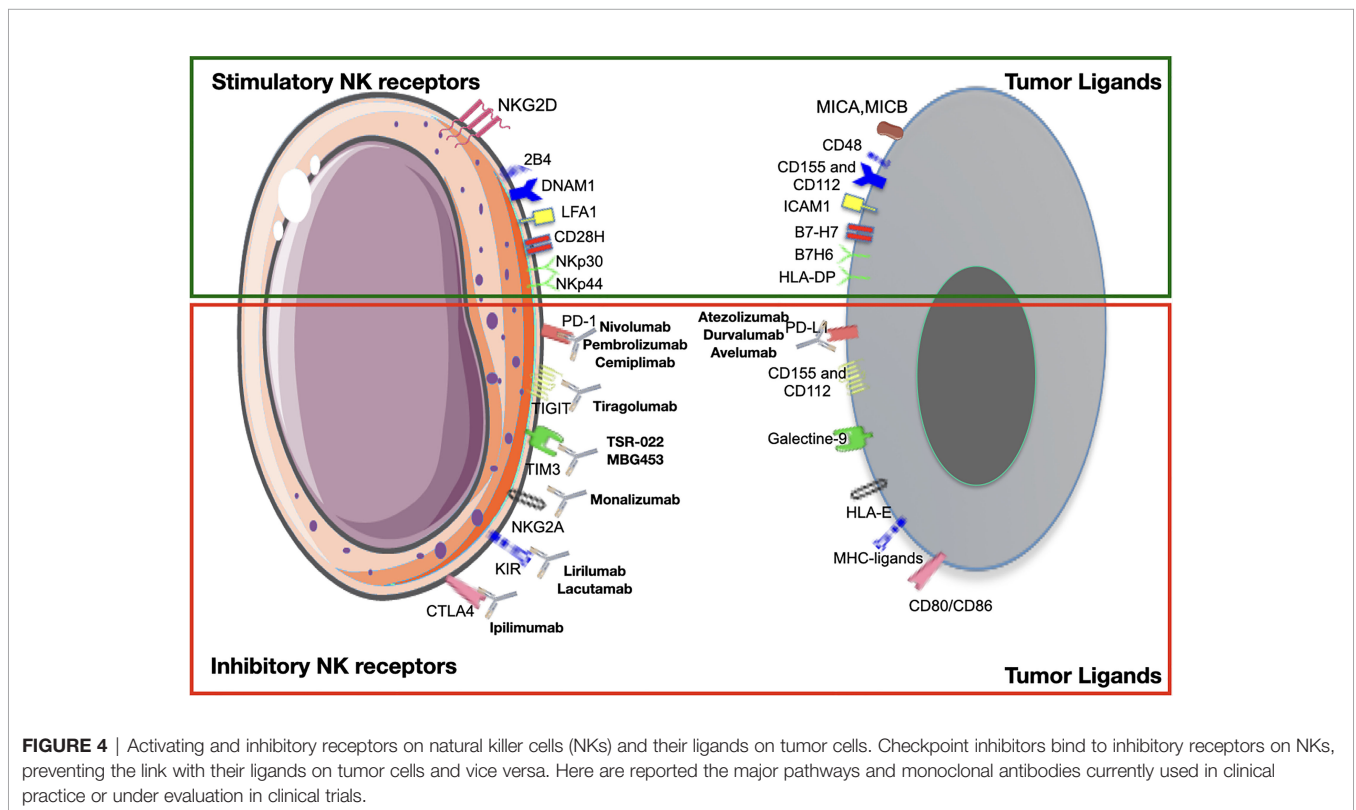 Stimulatory NK receptors
Tumor Ligands
NKG2D
2B4
DNAM1
LFA1
CD28H
NKp30
NKp44
MICA,MICB
CD48
CD155 and
CD112
ICAM1
B7-H7
B7H6
HLA-DP
PD-1
Nivolumab
Pembrolizumab
Cemiplimab
TIGIT
Tiragolumab
TSR-022
MBG453
TIM3
Monalizumab
NKG2A
KIR
Lirilumab
Lacutamab
CTLA4
Ipilimumab
Atezolizumab
Durvalumab
Avelumab
PD-L1
CD155 and
CD112
Galectine-9
HLA-E
MHC-ligands
CD80/CD86
Inhibitory NK receptors
Tumor Ligands
FIGURE 4 | Activating and inhibitory receptors on natural killer cells (NKs) and their ligands on tumor cells. Checkpoint inhibitors bind to inhibitory receptors on NKs,
preventing the link with their ligands on tumor cells and vice versa. Here are reported the major pathways and monoclonal antibodies currently used in clinical
practice or under evaluation in clinical trials.